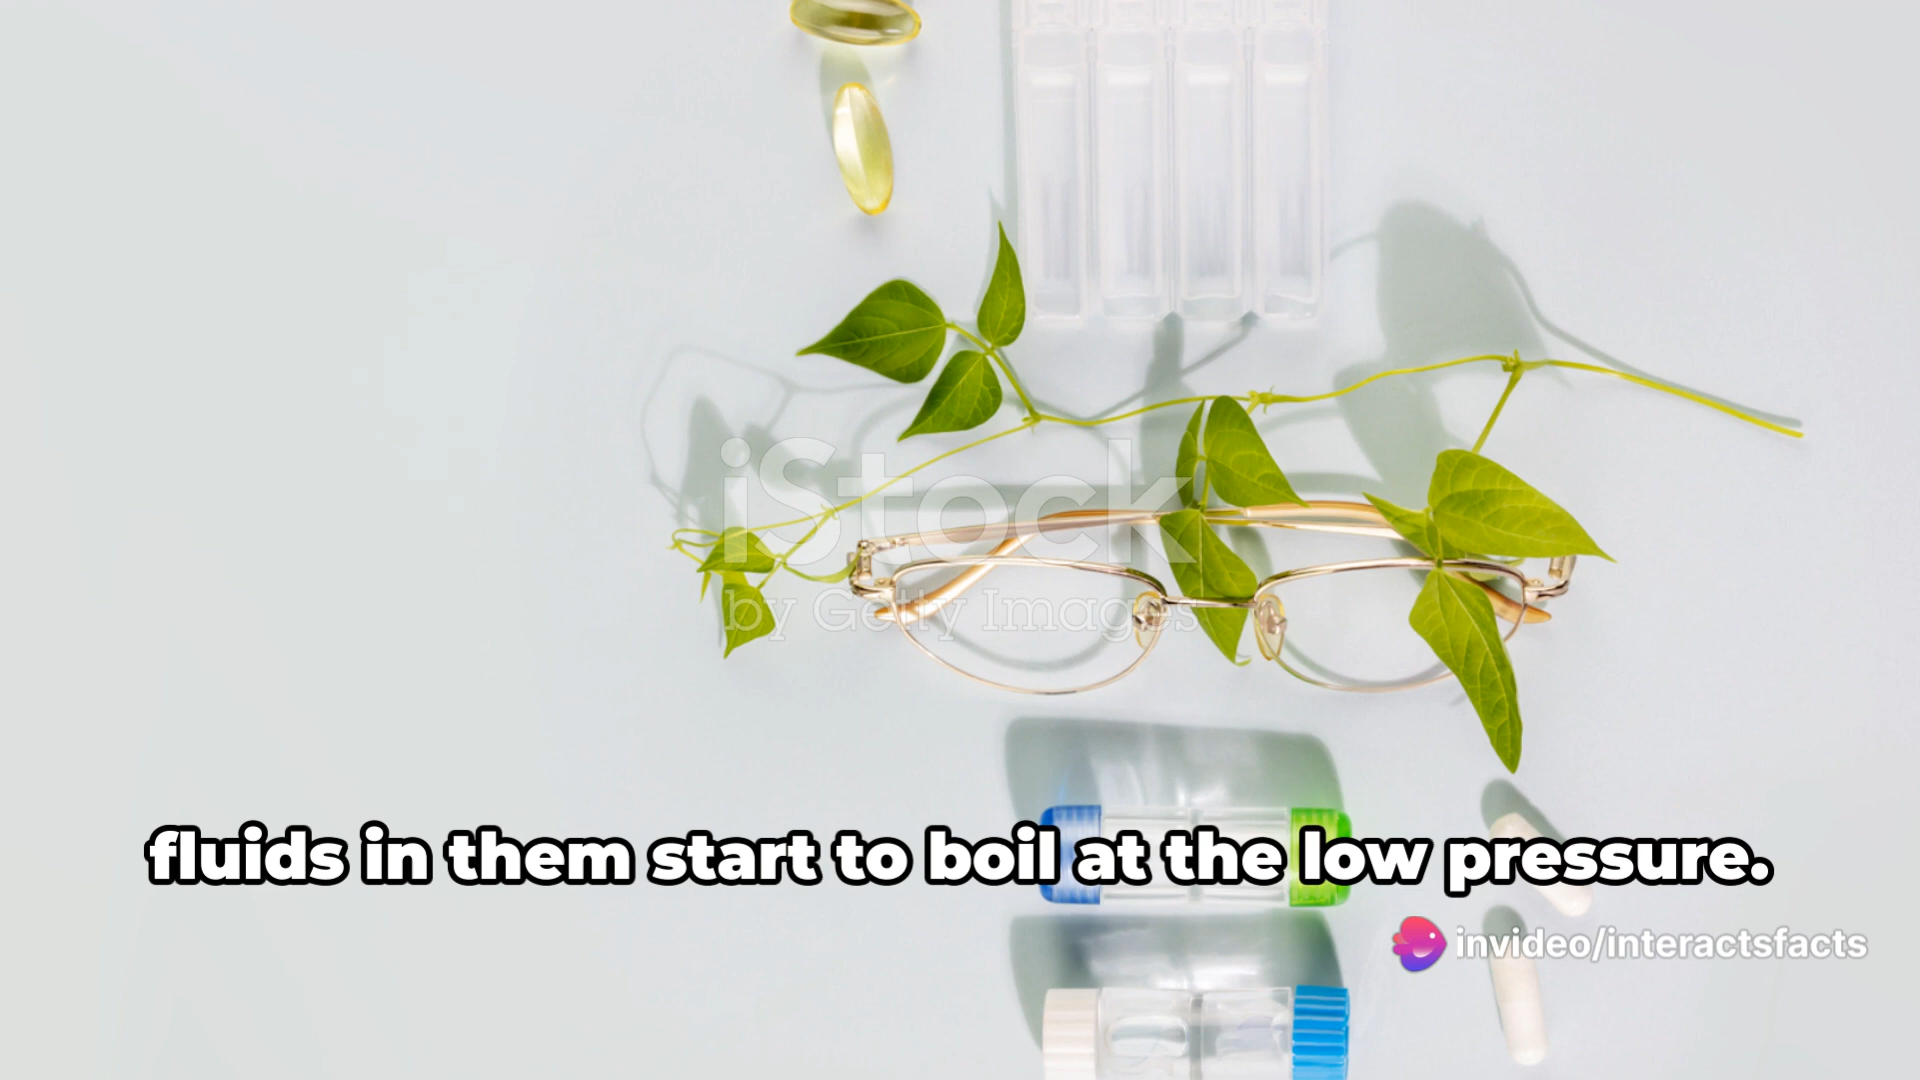 iStock
by Getty Images
fluids in them start to boil at the low pressure.
invideo/interactsfacts